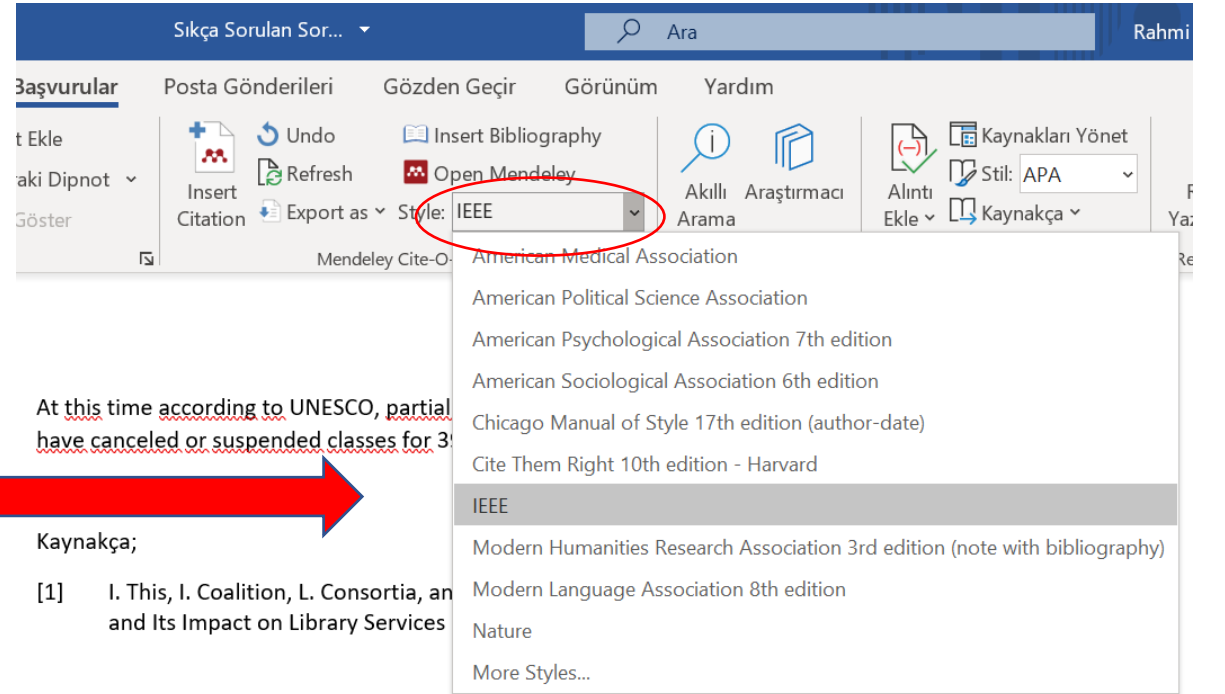 Sıkça Sorulan Sor...
Ara
Rahmi
Başvurular Posta Gönderileri Gözden Geçir Görünüm Yardım
t Ekle
raki Dipnot
Göster
Insert
Citation
Undo
Refresh
Export as
Insert Bibliography
Open Mendeley
Style: IEEE
Mendeley Cite-O-
Akıllı
Arama
Araştırmacı
Alıntı
Ekle
Kaynakları Yönet
Stil: APA
Kaynakça
R
Yaz
Re
American Medical Association
American Political Science Association
American Psychological Association 7th edition
American Sociological Association 6th edition
Chicago Manual of Style 17th edition (author-date)
Cite Them Right 10th edition - Harvard
IEEE
Modern Humanities Research Association 3rd edition (note with bibliography)
Modern Language Association 8th edition
Nature
More Styles...
At this time according to UNESCO, partial
have canceled or suspended classes for 39
Kaynakça;
[1] I. This, I. Coalition, L. Consortia, an
and Its Impact on Library Services